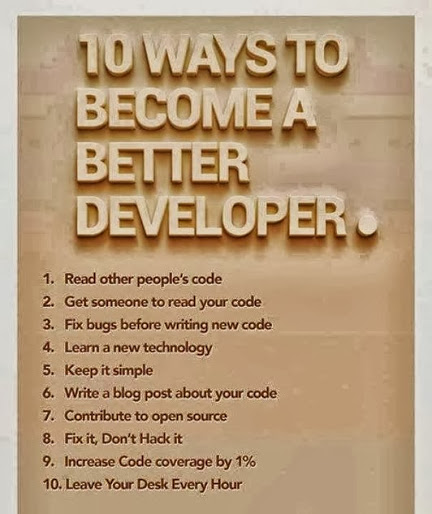 10 WAYS TO
BECOME A
BETTER
DEVELOPER.
1. Read other people's code
2. Get someone to read your code
3. Fix bugs before writing new code
4. Learn a new technology
5. Keep it simple
6. Write a blog post about your code
7. Contribute to open source
8. Fix it, Don't Hack it
9. Increase Code coverage by 1%
10. Leave Your Desk Every Hour